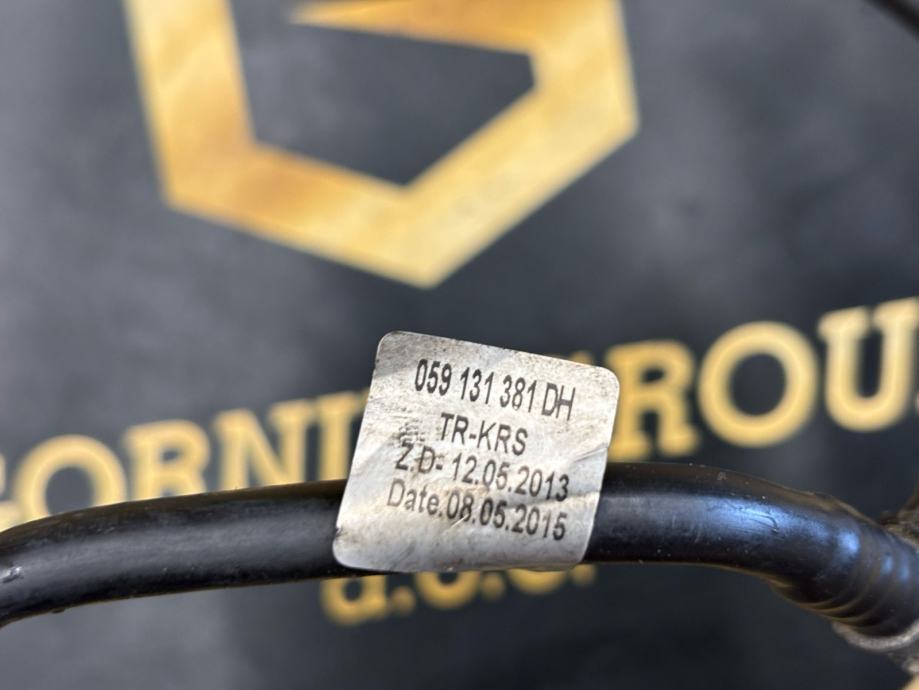 059 131 381 DH
TR-KRS
Z.D- 12.05.2013
Date.08.05.2015
d.o.o.